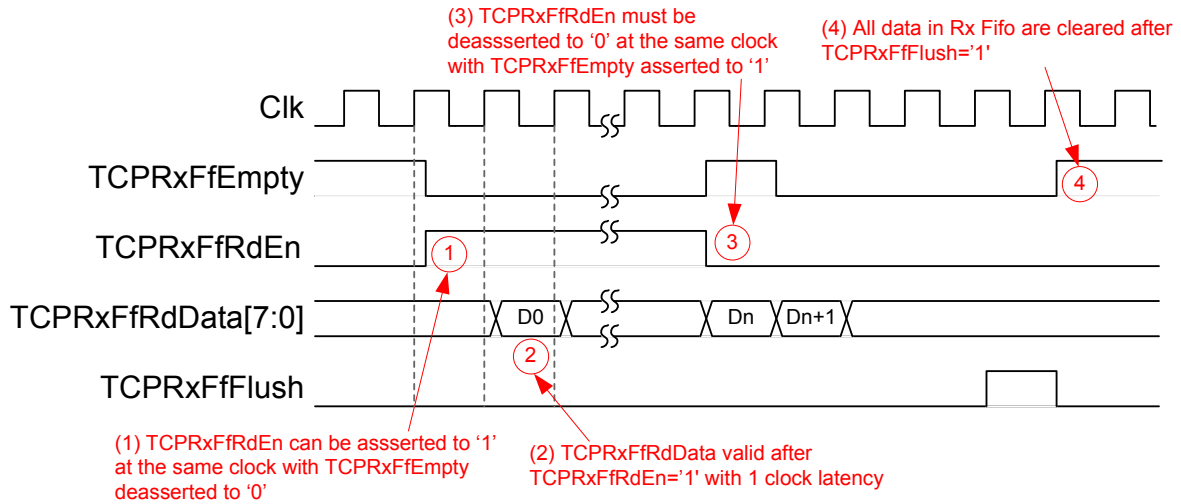 (3) TCPRxFfRdEn must be
deassserted to ‘0’ at the same clock
with TCPRxFfEmpty asserted to ‘1’
(4) All data in Rx Fifo are cleared after
TCPRxFfFlush=’1'
Clk
TCPRxFfEmpty
4
TCPRxFfRdEn
1
3
TCPRxFfRdData[7:0]
D0
Dn
Dn+1
2
TCPRxFfFlush
(1) TCPRxFfRdEn can be assserted to ‘1’
at the same clock with TCPRxFfEmpty
deasserted to ‘0’
(2) TCPRxFfRdData valid after
TCPRxFfRdEn=’1' with 1 clock latency